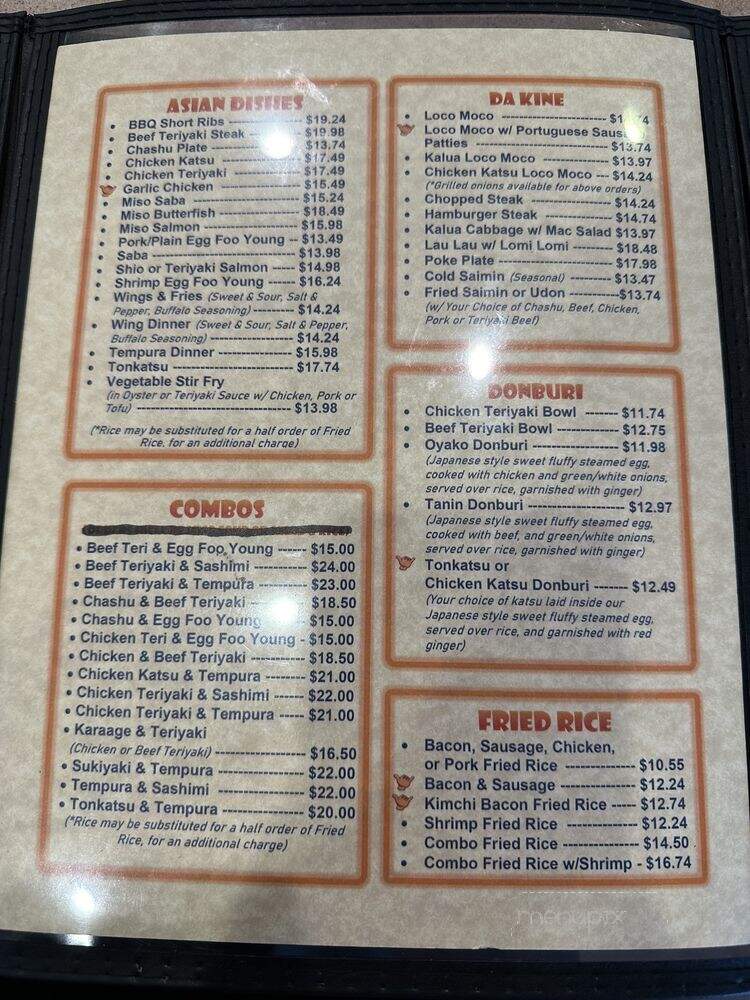 ASIAN DISHES
• BBQ Short Ribs ---------------- $19.24
• Beef Teriyaki Steak ---------- $19.98
• Chashu Plate ------------------ $13.74
• Chicken Katsu ---------------- $17.49
• Chicken Teriyaki ------------- $17.49
Garlic Chicken ---------------- $15.49
• Miso Saba --------------------- $15.24
• Miso Butterfish --------------- $18.49
• Miso Salmon ------------------ $15.98
• Pork/Plain Egg Foo Young -- $13.49
• Saba ---------------------------- $13.98
• Shio or Teriyaki Salmon ----- $14.98
• Shrimp Egg Foo Young ------ $16.24
• Wings & Fries (Sweet & Sour, Salt &
Pepper, Buffalo Seasoning) -------- $14.24
• Wing Dinner (Sweet & Sour, Salt & Pepper,
Buffalo Seasoning) ---------------- $14.24
• Tempura Dinner --------------- $15.98
• Tonkatsu ----------------------- $17.74
• Vegetable Stir Fry
(in Oyster or Teriyaki Sauce w/ Chicken, Pork or
Tofu) ------------------------------ $13.98
(*Rice may be substituted for a half order of Fried
Rice, for an additional charge)
COMBOS
• Beef Teri & Egg Foo Young ------ $15.00
• Beef Teriyaki & Sashimi ---------- $24.00
• Beef Teriyaki & Tempura --------- $23.00
• Chashu & Beef Teriyaki - $18.50
• Chashu & Egg Foo Young -- $15.00
• Chicken Teri & Egg Foo Young - $15.00
• Chicken & Beef Teriyaki ----------- $18.50
• Chicken Katsu & Tempura -------- $21.00
• Chicken Teriyaki & Sashimi ------ $22.00
• Chicken Teriyaki & Tempura ----- $21.00
• Karaage & Teriyaki
(Chicken or Beef Teriyaki) ------------------ $16.50
• Sukiyaki & Tempura ---------------- $22.00
• Tempura & Sashimi ---------------- $22.00
• Tonkatsu & Tempura --------------- $20.00
(*Rice may be substituted for a half order of Fried
Rice, for an additional charge)
DA KINE
• Loco Moco ---------------------
Loco Moco w/ Portuguese
Patties --------------------------- $13.74
• Kalua Loco Moco -------------- $13.97
• Chicken Katsu Loco Moco --- $14.24
(*Grilled onions available for above orders)
• Chopped Steak ---------------- $14.24
• Hamburger Steak ------------- $14.74
• Kalua Cabbage w/ Mac Salad $13.97
• Lau Lau w/ Lomi Lomi -------- $18.48
• Poke Plate ---------------------- $17.98
• Cold Saimin (Seasonal) --------- $13.47
• Fried Saimin or Udon ----------$13.74
(w/ Your Choice of Chashu, Beef, Chicken,
Pork or Teriyaki Beef)
DONBURI
• Chicken Teriyaki Bowl ------- $11.74
• Beef Teriyaki Bowl ------------- $12.75
• Oyako Donburi ----------------- $11.98
(Japanese style sweet fluffy steamed egg,
cooked with chicken and green/white onions,
served over rice, garnished with ginger)
• Tanin Donburi ------------------- $12.97
(Japanese style sweet fluffy steamed egg,
cooked with beef, and green/white onions,
served over rice, garnished with ginger)
Tonkatsu or
Chicken Katsu Donburi ------- $12.49
(Your choice of katsu laid inside our
Japanese style sweet fluffy steamed egg,
served over rice, and garnished with red
ginger)
FRIED RICE
• Bacon, Sausage, Chicken,
or Pork Fried Rice ------------- $10.55
Bacon & Sausage -------------- $12.24
Kimchi Bacon Fried Rice ----- $12.74
• Shrimp Fried Rice ------------- $12.24
• Combo Fried Rice -------------- $14.50
• Combo Fried Rice w/Shrimp - $16.74
menupix